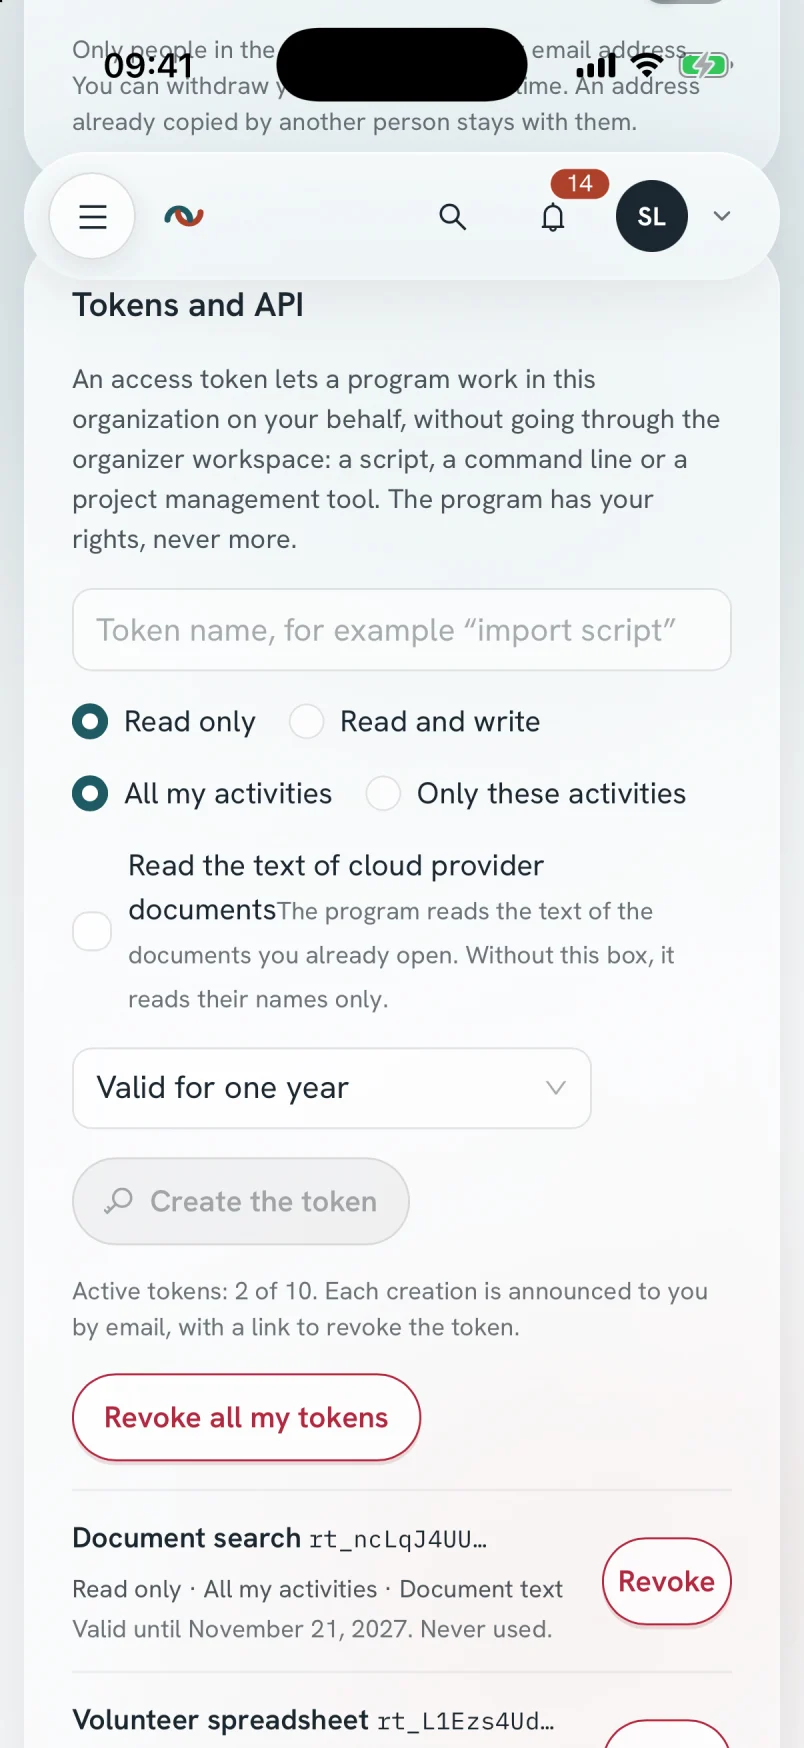 Only people in the email address.
09:41
You can withdraw time. An address
already copied by another person stays with them.
14
SL
Tokens and API
An access token lets a program work in this
organization on your behalf, without going through the
organizer workspace: a script, a command line or a
project management tool. The program has your
rights, never more.
Token name, for example “import script”
Read only Read and write
All my activities Only these activities
Read the text of cloud provider
documentsThe program reads the text of the
documents you already open. Without this box, it
reads their names only.
Valid for one year
Create the token
Active tokens: 2 of 10. Each creation is announced to you
by email, with a link to revoke the token.
Revoke all my tokens
Document search rt_ncLqJ4UU…
Read only · All my activities · Document text
Valid until November 21, 2027. Never used.
Revoke
Volunteer spreadsheet rt_L1Ezs4Ud…